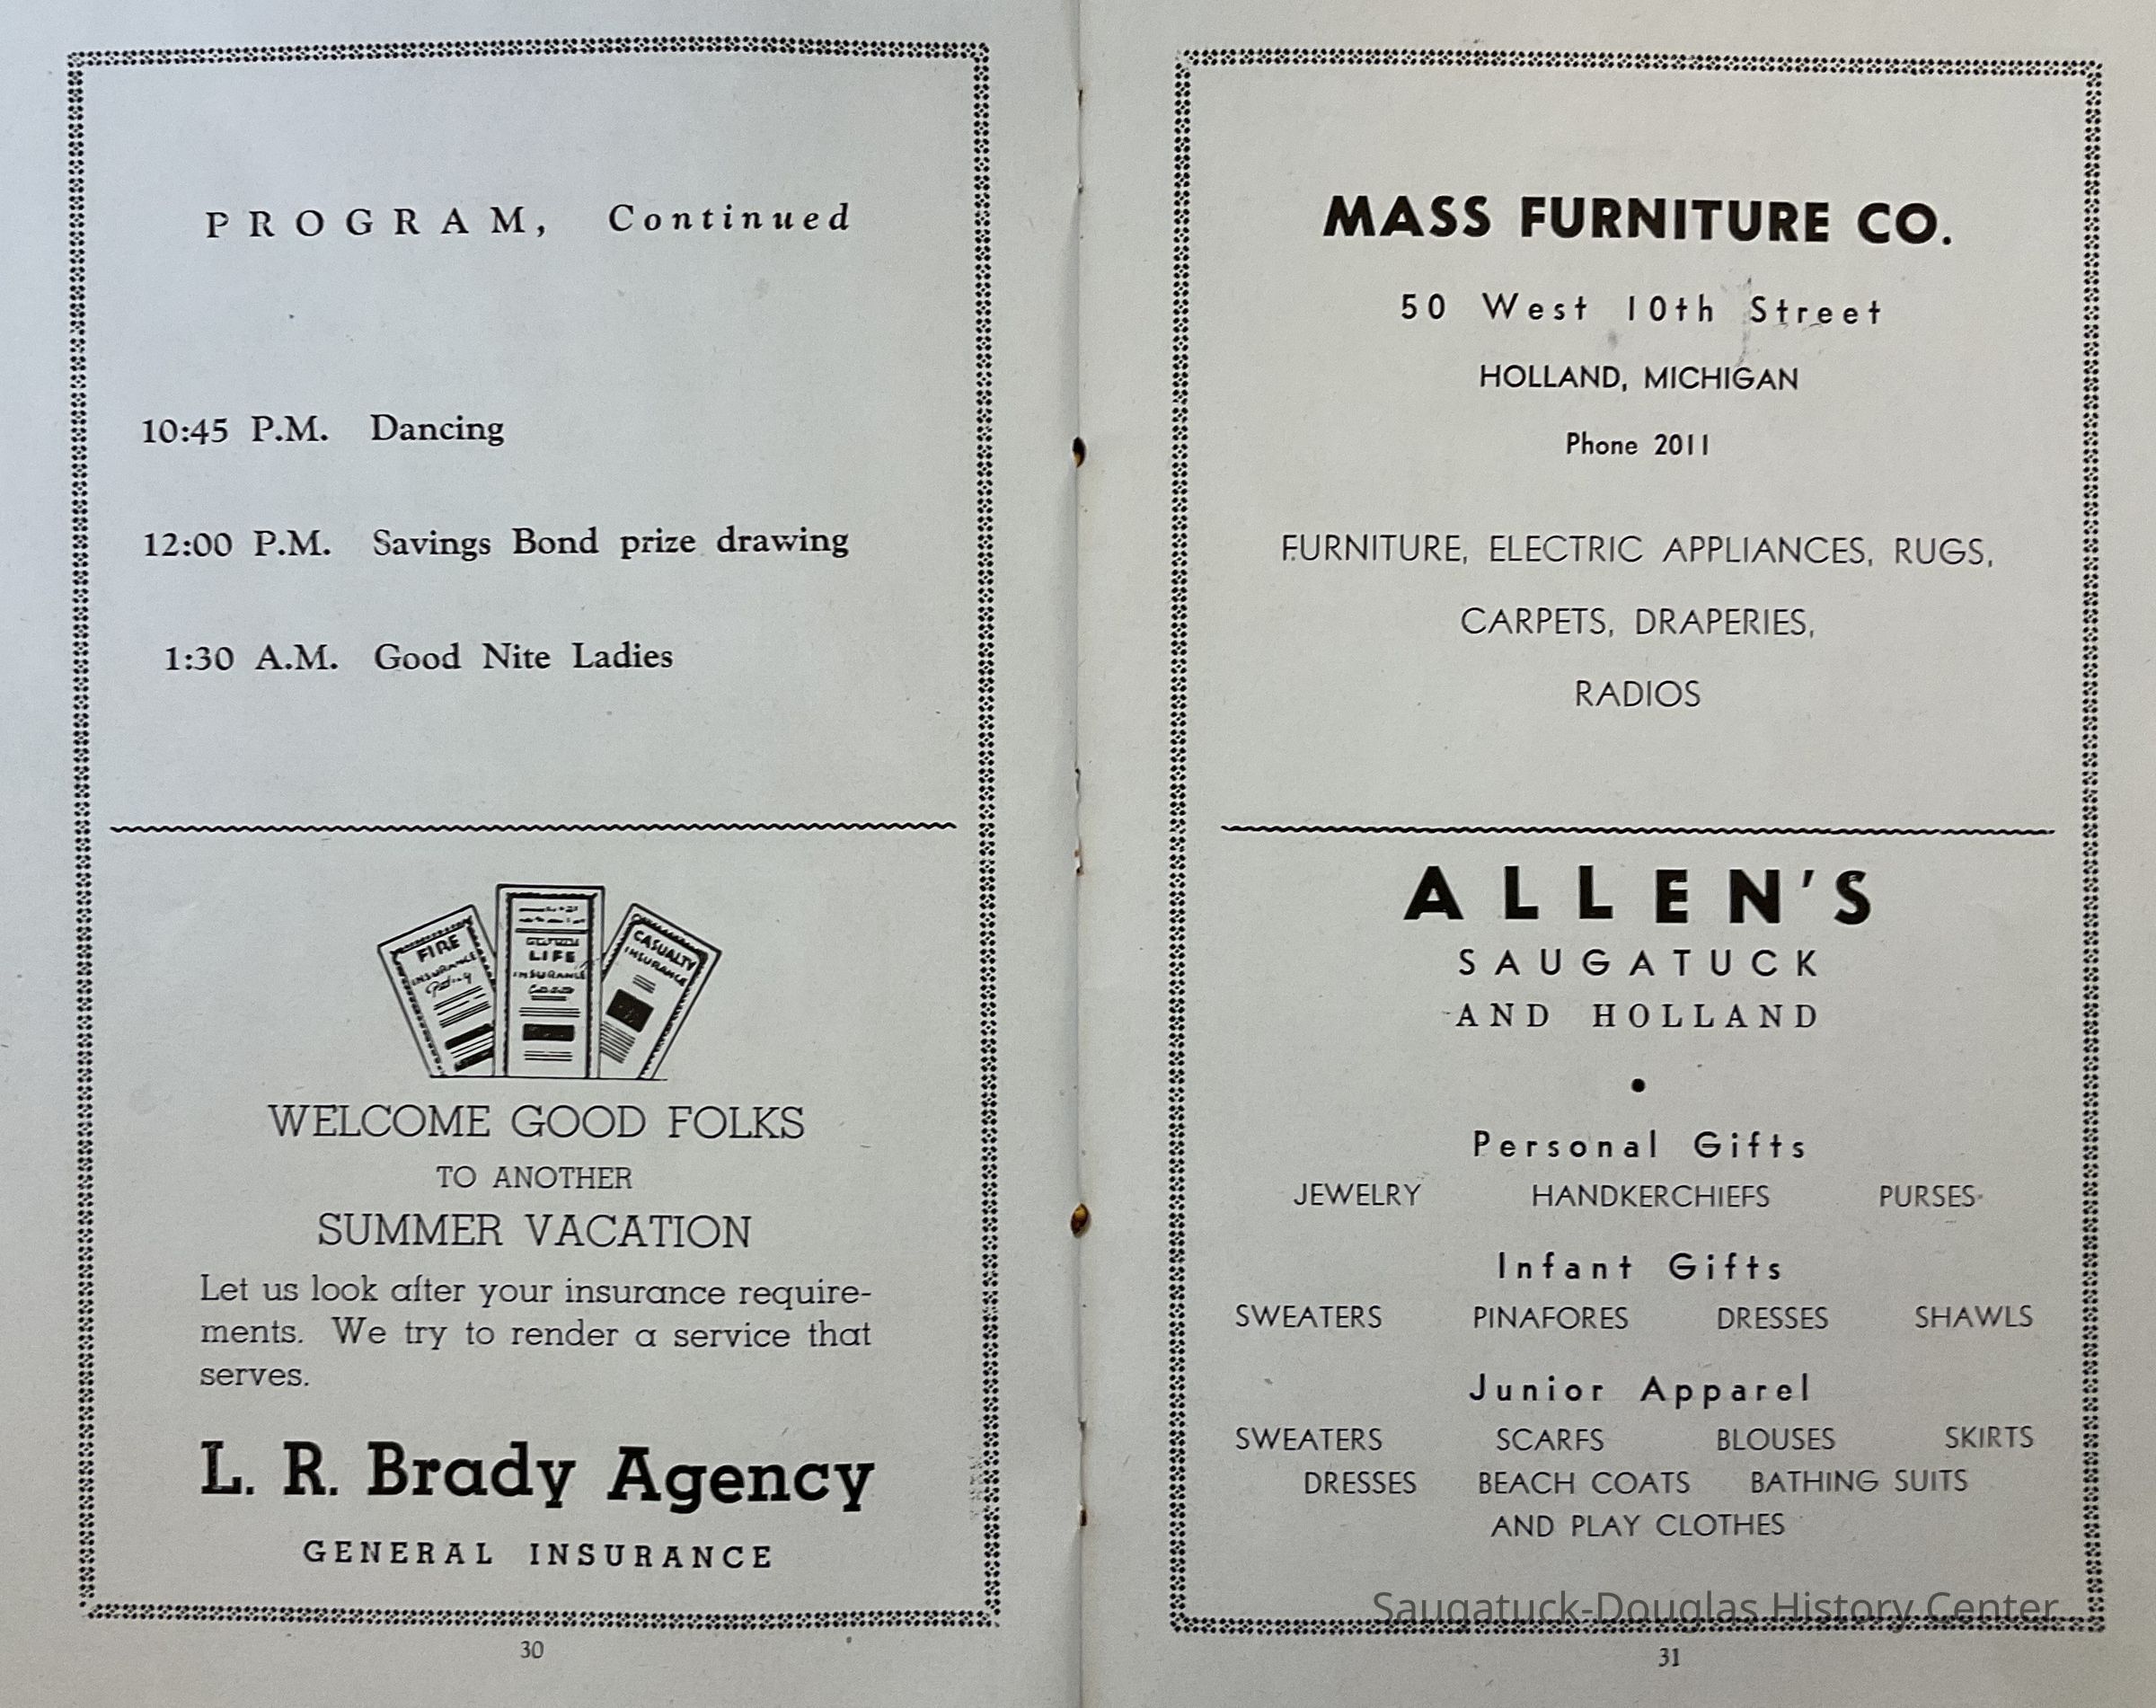 PROGRAM, Continued
10:45 P.M. Dancing
12:00 P.M. Savings Bond prize drawing
1:30 A.M. Good Nite Ladies
FIRE
INSURANCE
Policy
LIFE
INSURANCE
CASUALTY
INSURANCE
WELCOME GOOD FOLKS
TO ANOTHER
SUMMER VACATION
Let us look after your insurance require-
ments. We try to render a service that
serves.
L. R. Brady Agency
GENERAL INSURANCE
30
MASS FURNITURE CO.
50 West 10th Street
HOLLAND, MICHIGAN
Phone 2011
FURNITURE, ELECTRIC APPLIANCES, RUGS,
CARPETS, DRAPERIES,
RADIOS
ALLEN'S
SAUGATUCK
AND HOLLAND
Personal Gifts
JEWELRY HANDKERCHIEFS PURSES
Infant Gifts
SWEATERS PINAFORES DRESSES SHAWLS
Junior Apparel
SWEATERS SCARFS BLOUSES SKIRTS
DRESSES BEACH COATS BATHING SUITS
AND PLAY CLOTHES
Saugatuck-Douglas History Center
31